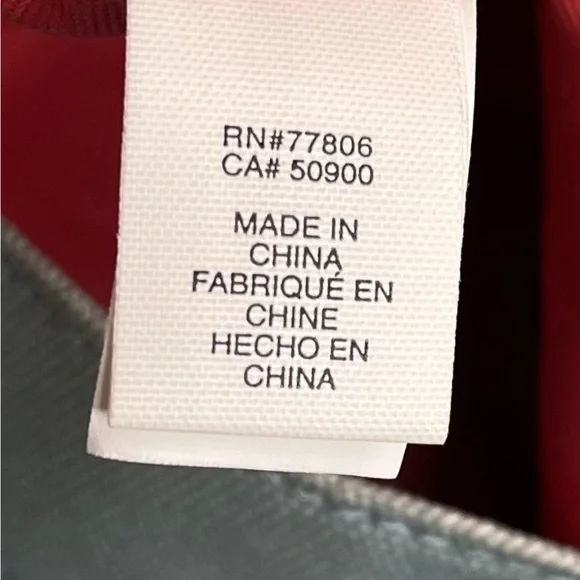 RN#77806
CA# 50900
MADE IN
CHINA
FABRIQUÉ EN
CHINE
HECHO EN
CHINA